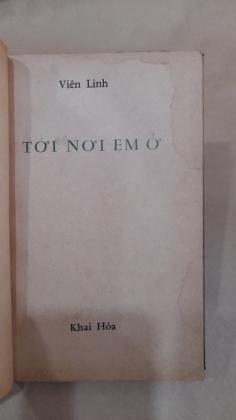 Viên Linh
TỚI NƠI EM Ở
Khai Hóa